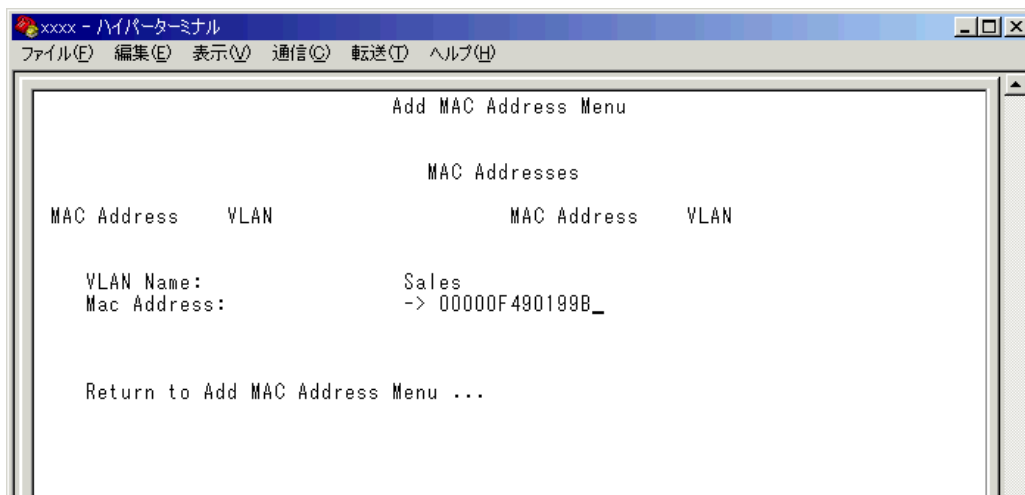 xxxx - ハイパーターミナル
ファイル(F) 編集(E) 表示(V) 通信(C) 転送(T) ヘルプ(H)
Add MAC Address Menu
MAC Addresses
MAC Address VLAN MAC Address VLAN
VLAN Name: Sales
Mac Address: -> 00000F490199B_
Return to Add MAC Address Menu ...